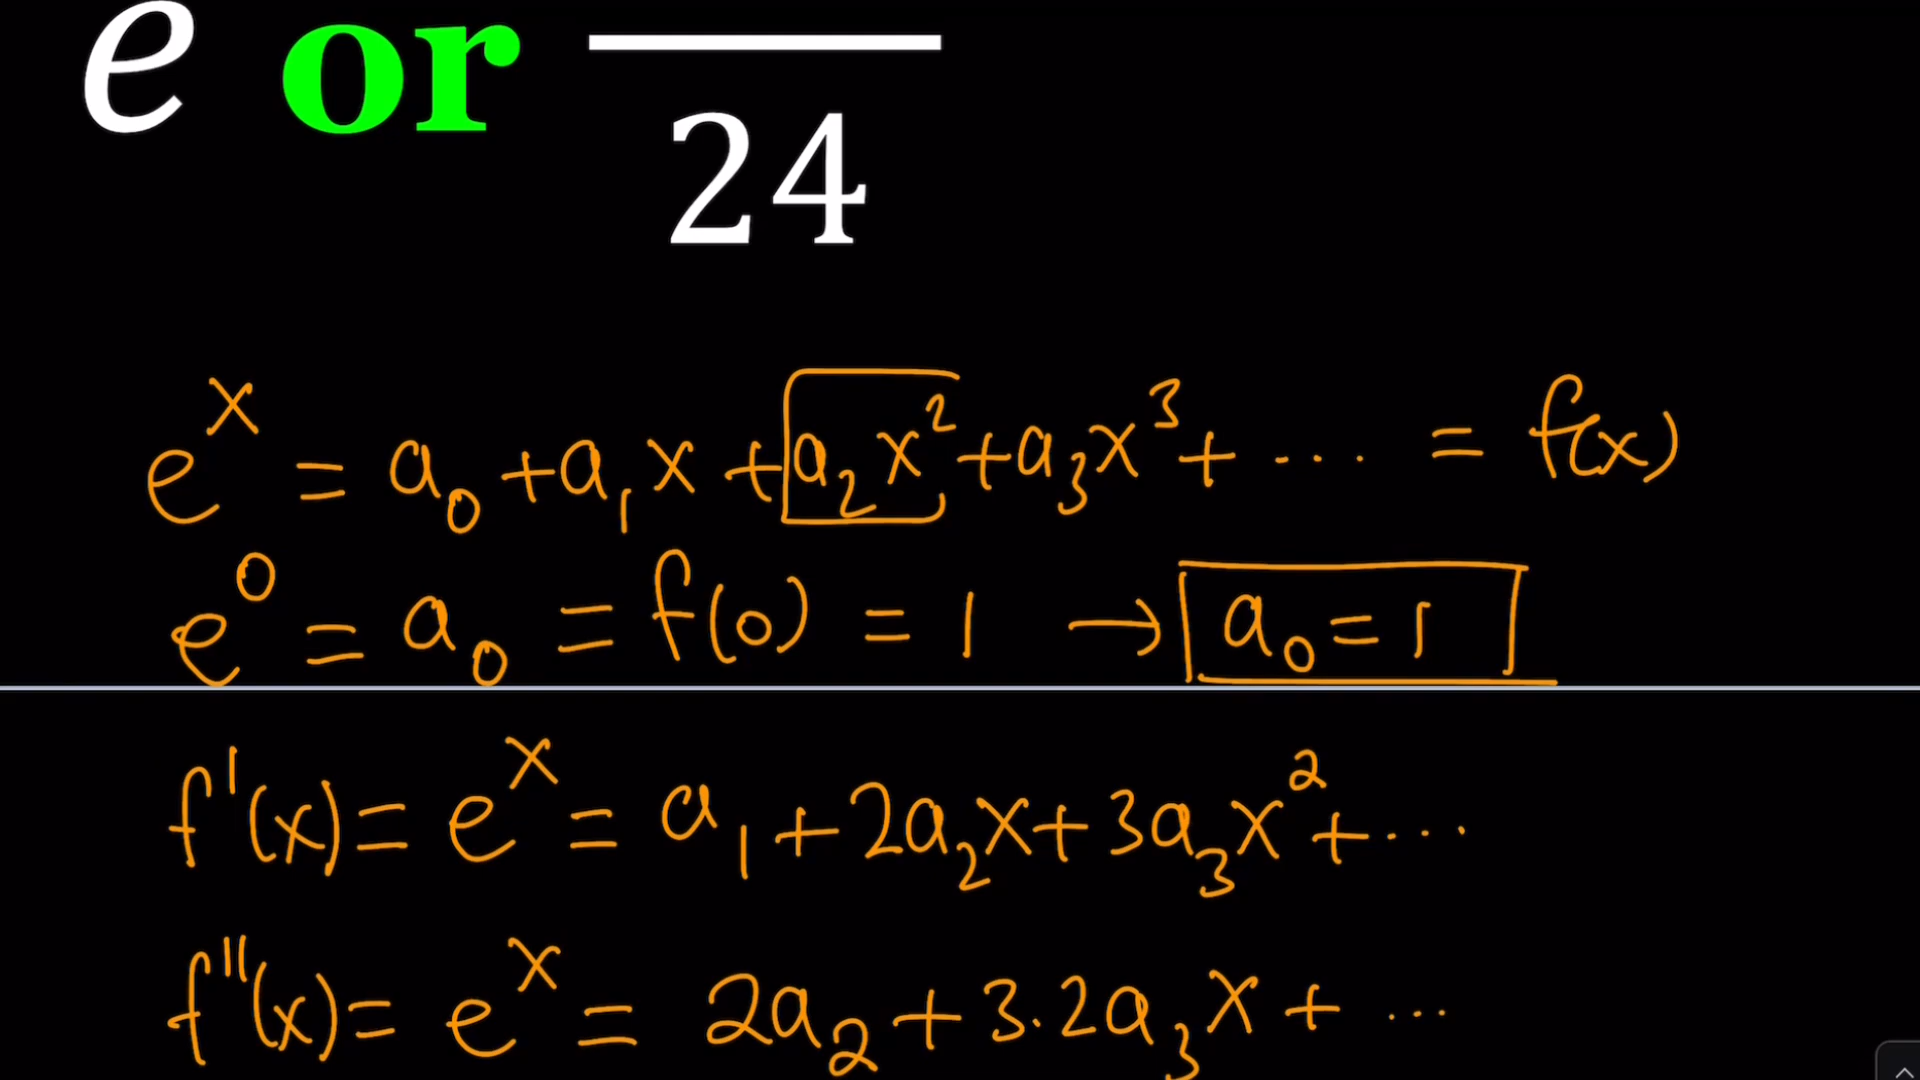 e or —
24
e^x = a_0 + a_1 x + a_2 x^2 + a_3 x^3 + ... = f(x)
e^0 = a_0 = f(0) = 1 → a_0 = 1
f'(x) = e^x = a_1 + 2a_2 x + 3a_3 x^2 + ...
f''(x) = e^x = 2a_2 + 3·2a_3 x + ...